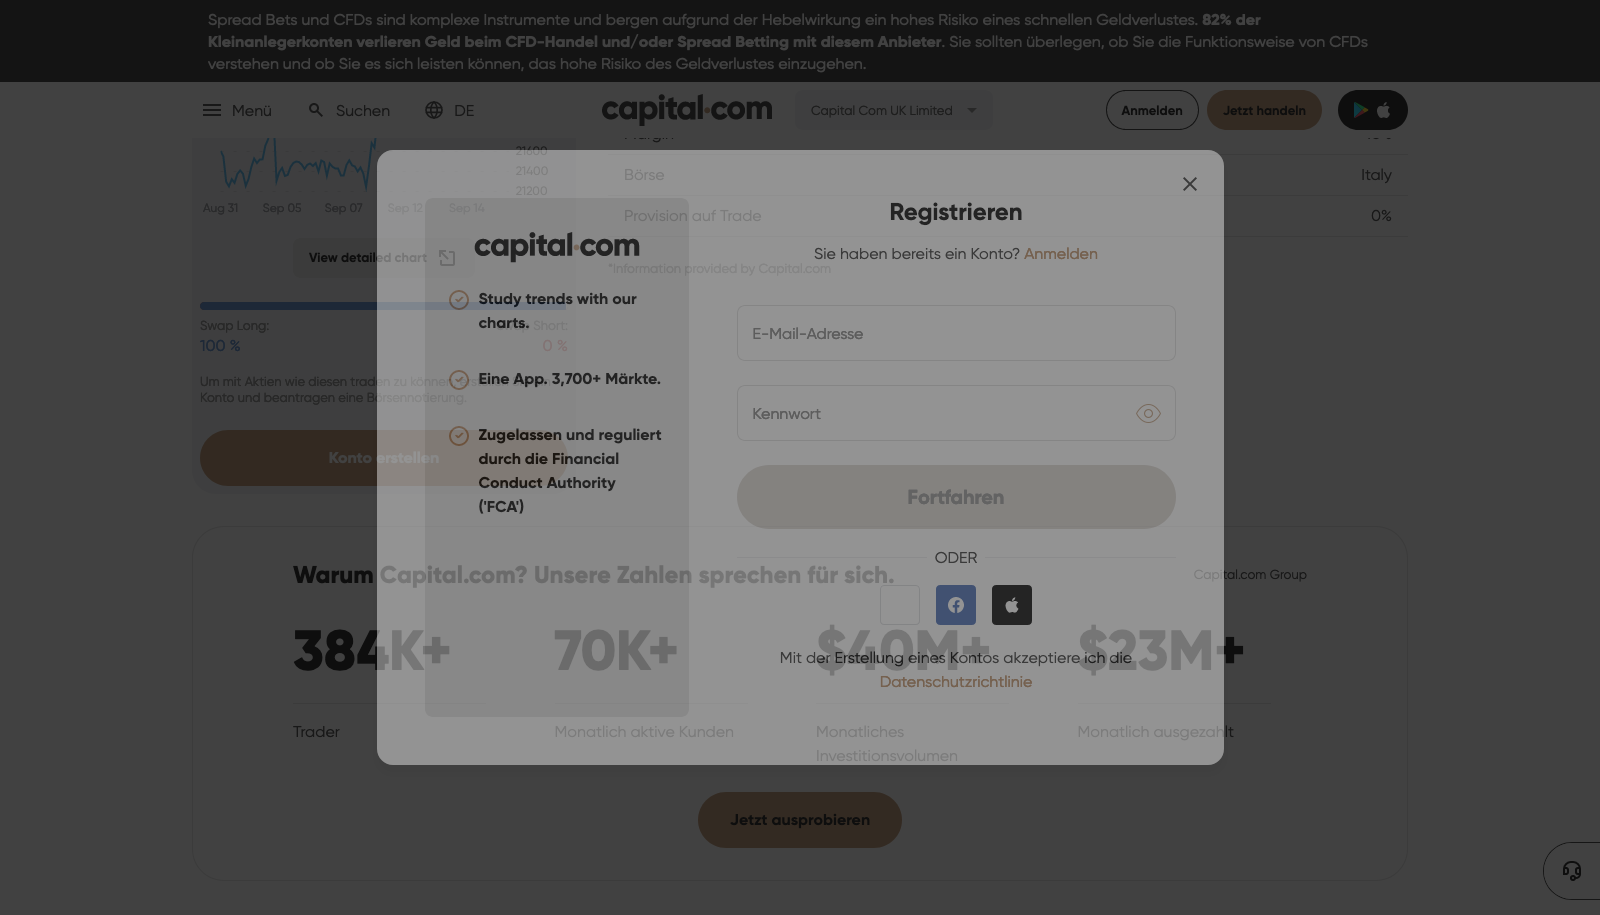 Spread Bets und CFDs sind komplexe Instrumente und bergen aufgrund der Hebelwirkung ein hohes Risiko eines schnellen Geldverlustes. 82% der
Kleinanlegerkonten verlieren Geld beim CFD-Handel und/oder Spread Betting mit diesem Anbieter. Sie sollten überlegen, ob Sie die Funktionsweise von CFDs
verstehen und ob Sie es sich leisten können, das hohe Risiko des Geldverlustes einzugehen.
Menü Suchen DE capital.com Capital Com UK Limited Anmelden Jetzt handeln
21600
21400
21200
Aug 31 Sep 05 Sep 07 Sep 12 Sep 14
View detailed chart
Swap Long: Short:
100 % 0 %
Um mit Aktien wie diesen traden zu können,
Konto und beantragen eine Börsennotierung.
Konto erstellen
Margin
Börse Italy
Provision auf Trade 0%
*Information provided by Capital.com
capital.com
Study trends with our
charts.
Eine App. 3,700+ Märkte.
Zugelassen und reguliert
durch die Financial
Conduct Authority
('FCA')
Registrieren
Sie haben bereits ein Konto? Anmelden
E-Mail-Adresse
Kennwort
Fortfahren
ODER
Mit der Erstellung eines Kontos akzeptiere ich die
Datenschutzrichtlinie
Warum Capital.com? Unsere Zahlen sprechen für sich. Capital.com Group
384K+ 70K+ $40M+ $23M+
Trader Monatlich aktive Kunden Monatliches Monatlich ausgezahlt
Investitionsvolumen
Jetzt ausprobieren